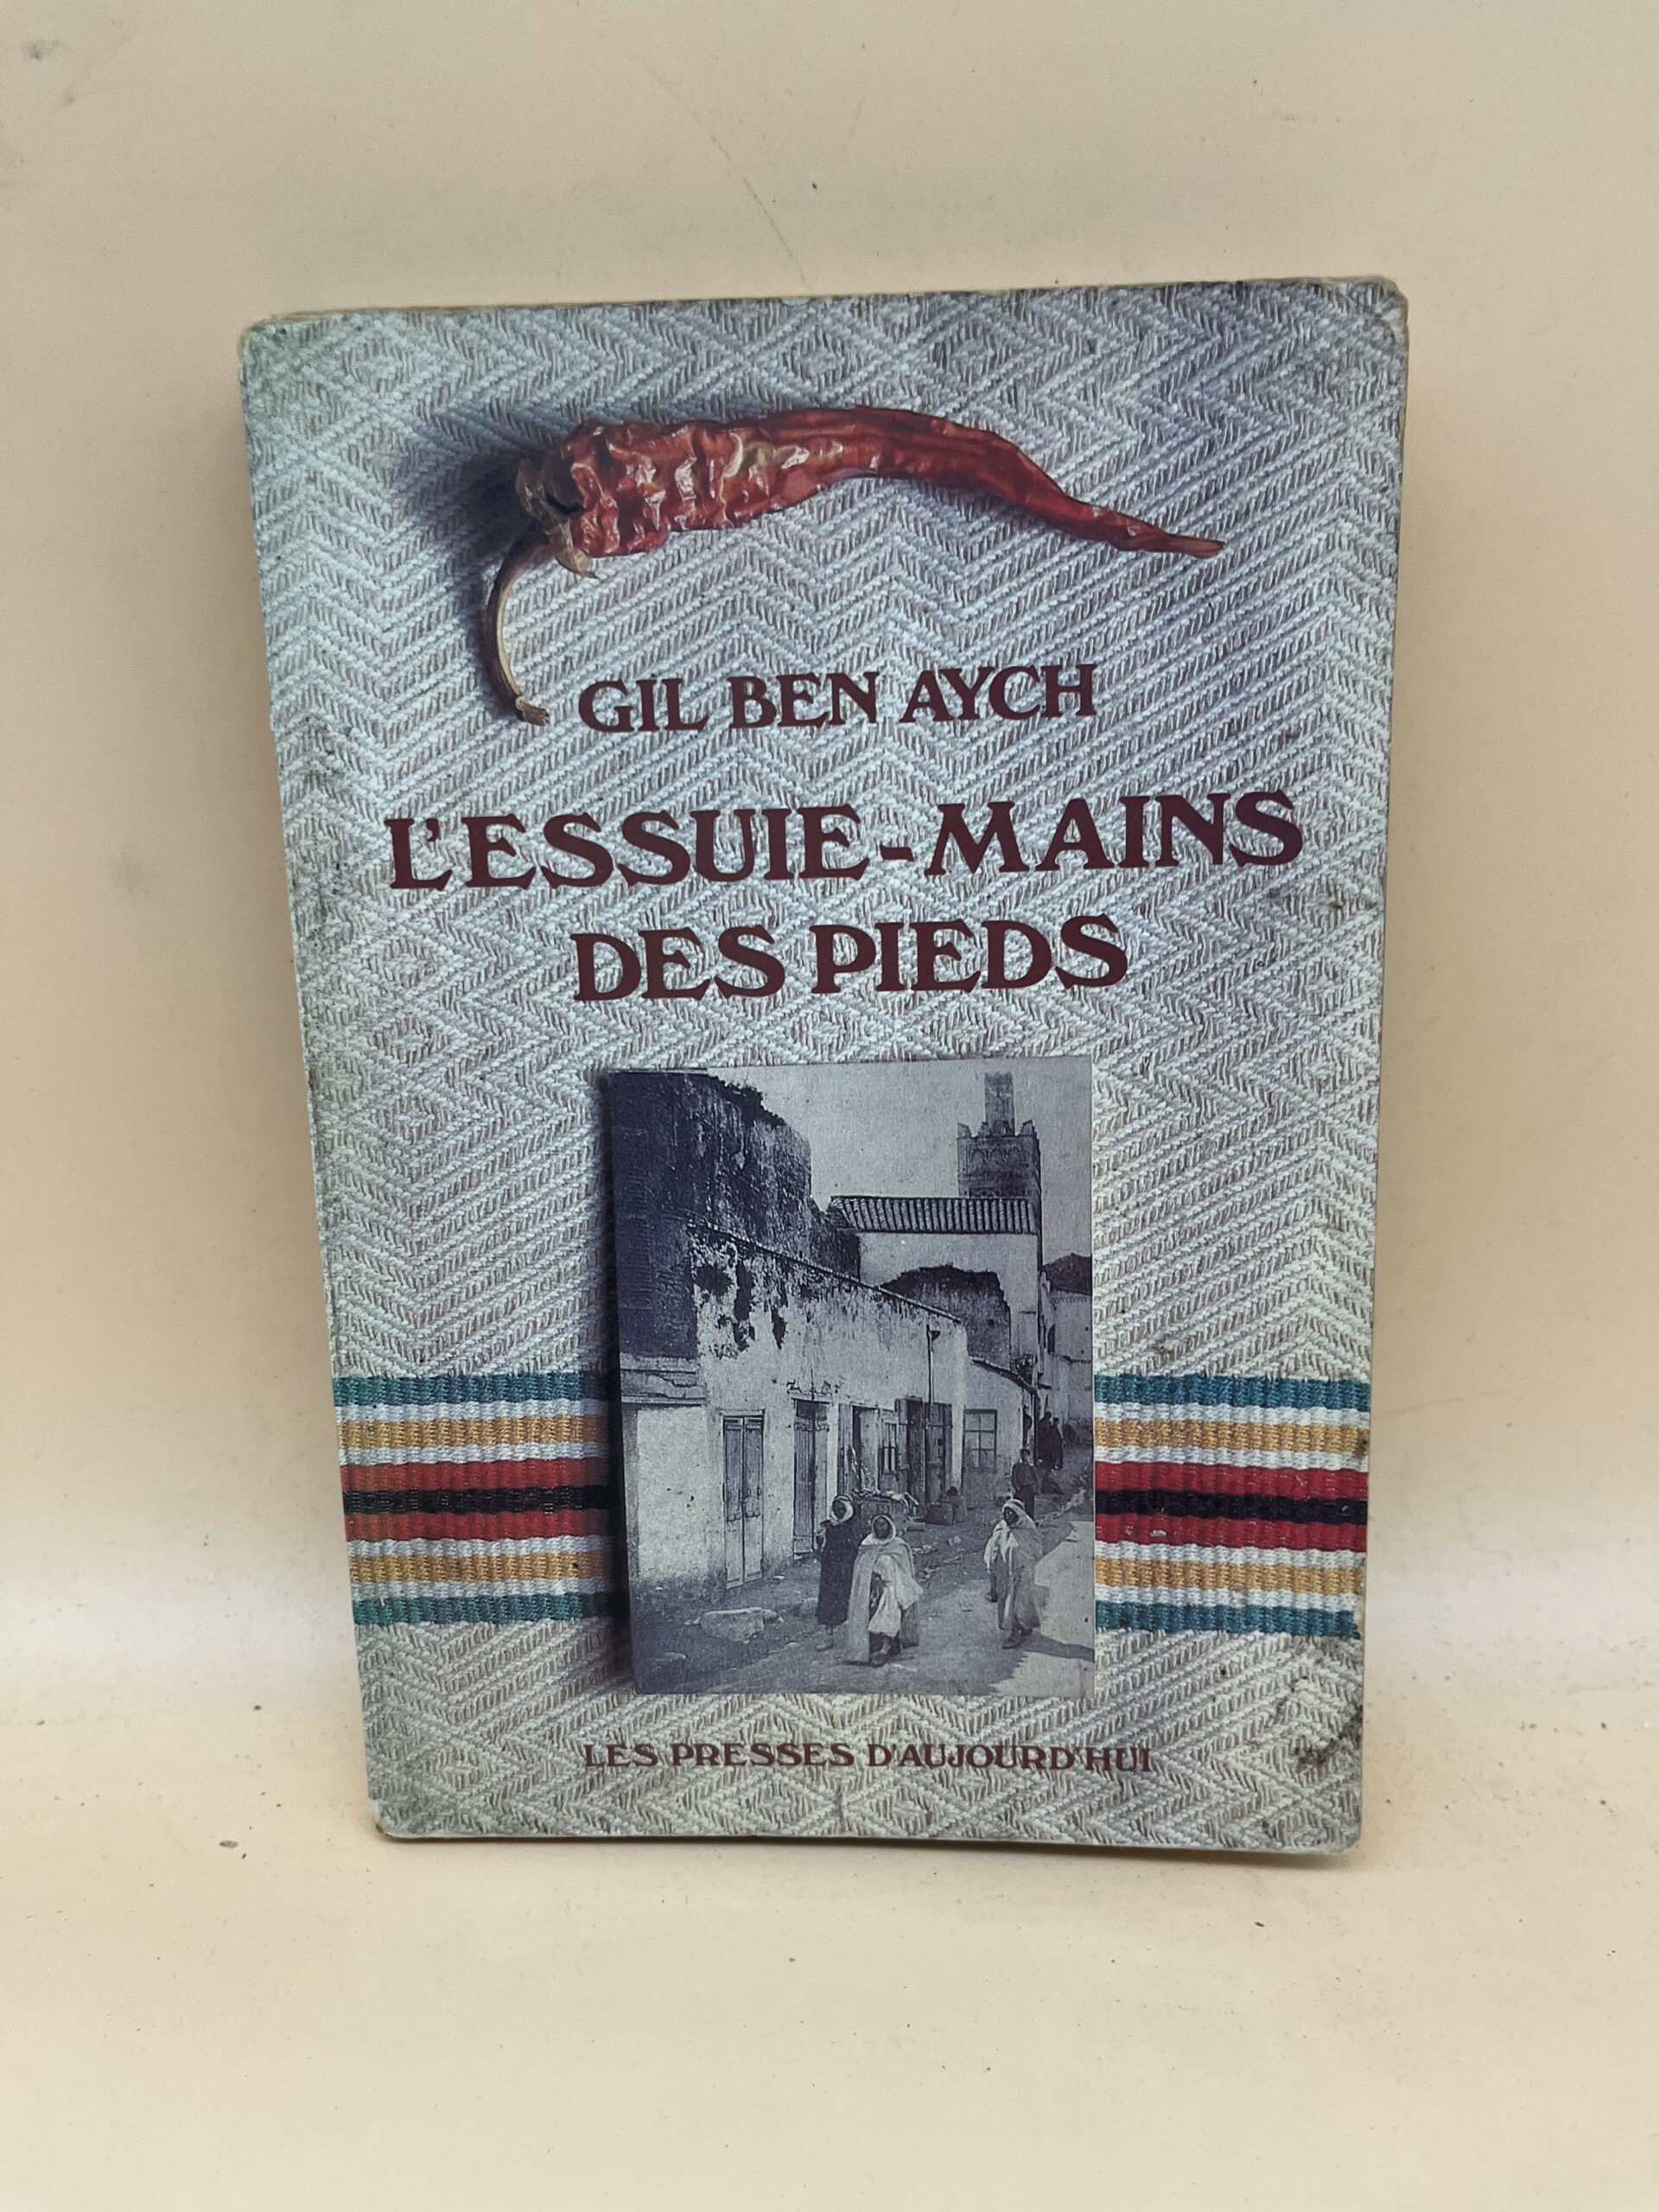 GIL BEN AYCH
L'ESSUIE-MAINS
DES PIEDS
LES PRESSES D'AUJOURD'HUI